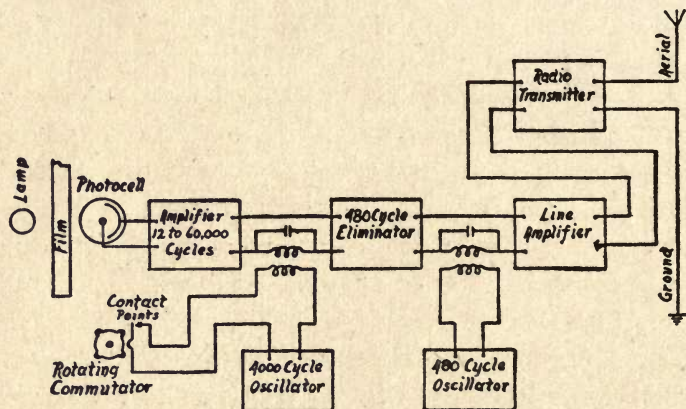 Lamp
Film
Photocell
Amplifier
12 to 60,000
Cycles
480 Cycle
Eliminator
Line
Amplifier
Radio
Transmitter
Aerial
Ground
Contact
Points
Rotating
Commutator
4000 Cycle
Oscillator
480 Cycle
Oscillator